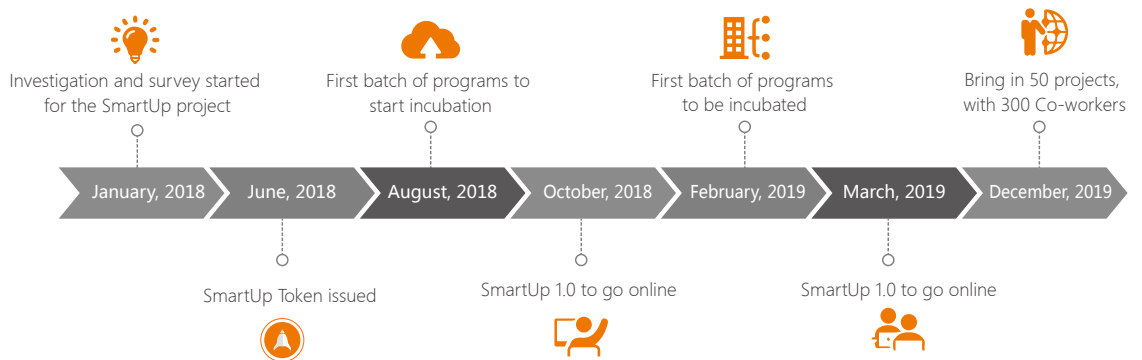 Investigation and survey started
for the SmartUp project
First batch of programs to
start incubation
First batch of programs
to be incubated
Bring in 50 projects,
with 300 Co-workers
January, 2018
June, 2018
August, 2018
October, 2018
February, 2019
March, 2019
December, 2019
SmartUp Token issued
SmartUp 1.0 to go online
SmartUp 1.0 to go online